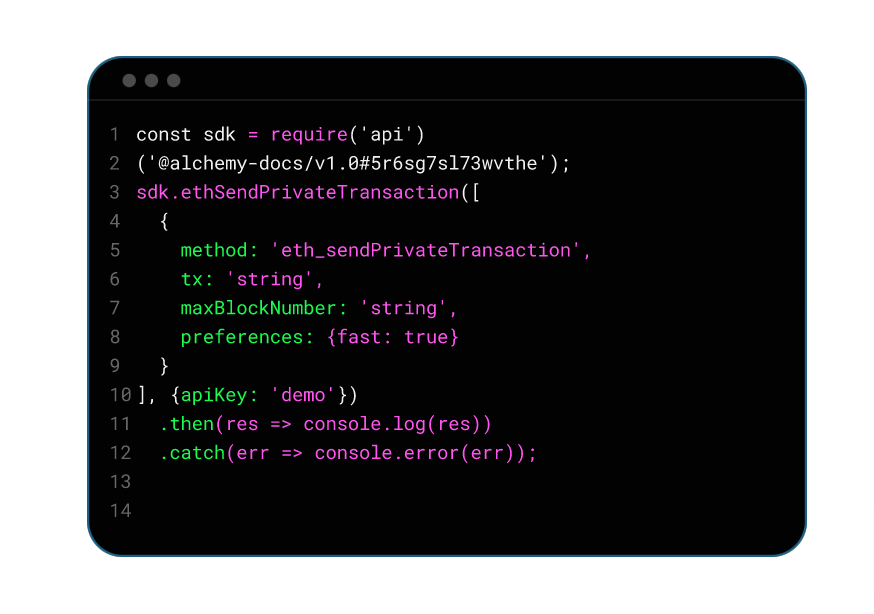 1 const sdk = require('api')
2 ('@alchemy-docs/v1.0#5r6sg7sl73wvthe');
3 sdk.ethSendPrivateTransaction([
4   {
5     method: 'eth_sendPrivateTransaction',
6     tx: 'string',
7     maxBlockNumber: 'string',
8     preferences: {fast: true}
9   }
10 ], {apiKey: 'demo'})
11   .then(res => console.log(res))
12   .catch(err => console.error(err));
13
14